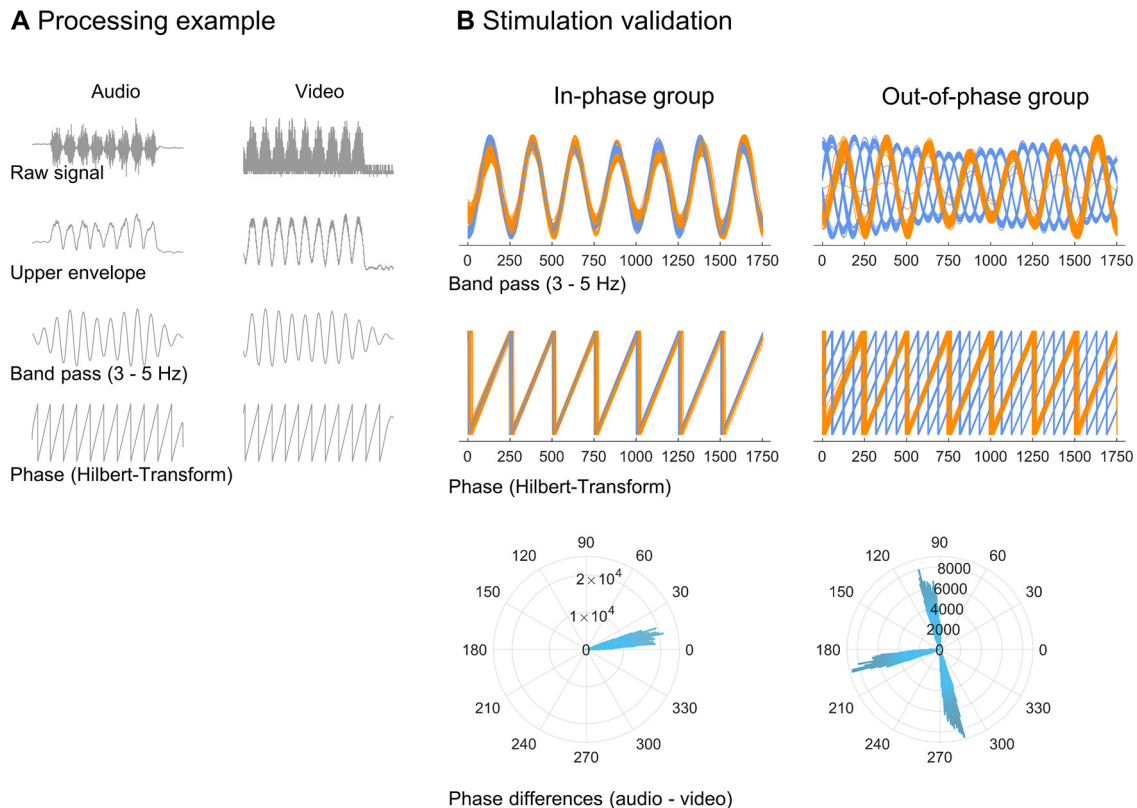 A Processing example
B Stimulation validation
Audio
Video
Raw signal
Upper envelope
Band pass (3 - 5 Hz)
Phase (Hilbert-Transform)
In-phase group
Out-of-phase group
0 250 500 750 1000 1250 1500 1750
0 250 500 750 1000 1250 1500 1750
Band pass (3 - 5 Hz)
0 250 500 750 1000 1250 1500 1750
0 250 500 750 1000 1250 1500 1750
Phase (Hilbert-Transform)
90
120 60
2×10⁴
150 30
1×10⁴
180 0 0
210 330
240 300
270
90
120 60
8000
6000
150 30
4000
2000
180 0 0
210 330
240 300
270
Phase differences (audio - video)